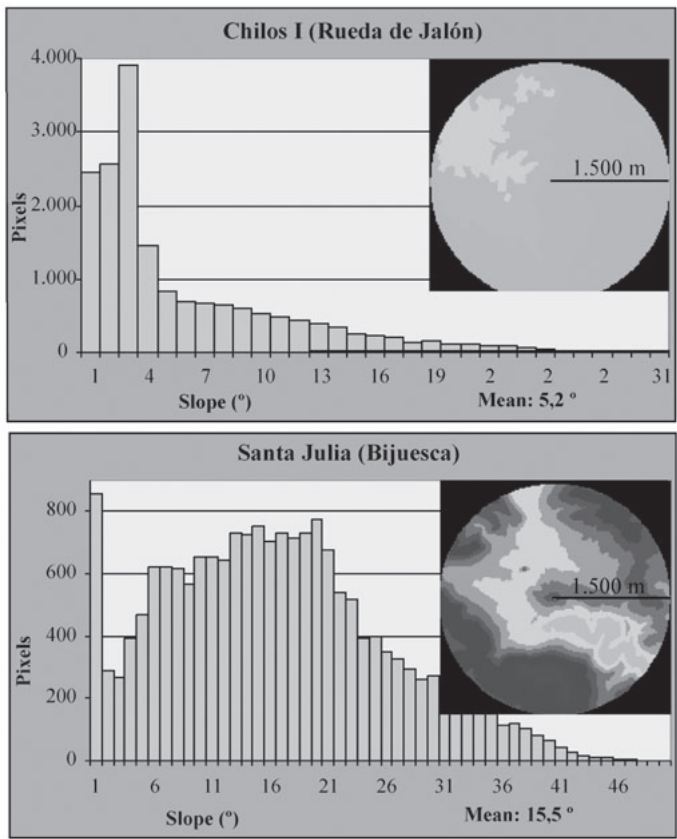 Chilos I (Rueda de Jalón)
4.000
3.000
2.000
1.000
0
Pixels
1.500 m
1 4 7 10 13 16 19 2 2 2 31
Slope (º)
Mean: 5,2 º
Santa Julia (Bijuesca)
800
600
400
200
0
Pixels
1.500 m
1 6 11 16 21 26 31 36 41 46
Slope (º)
Mean: 15,5 º